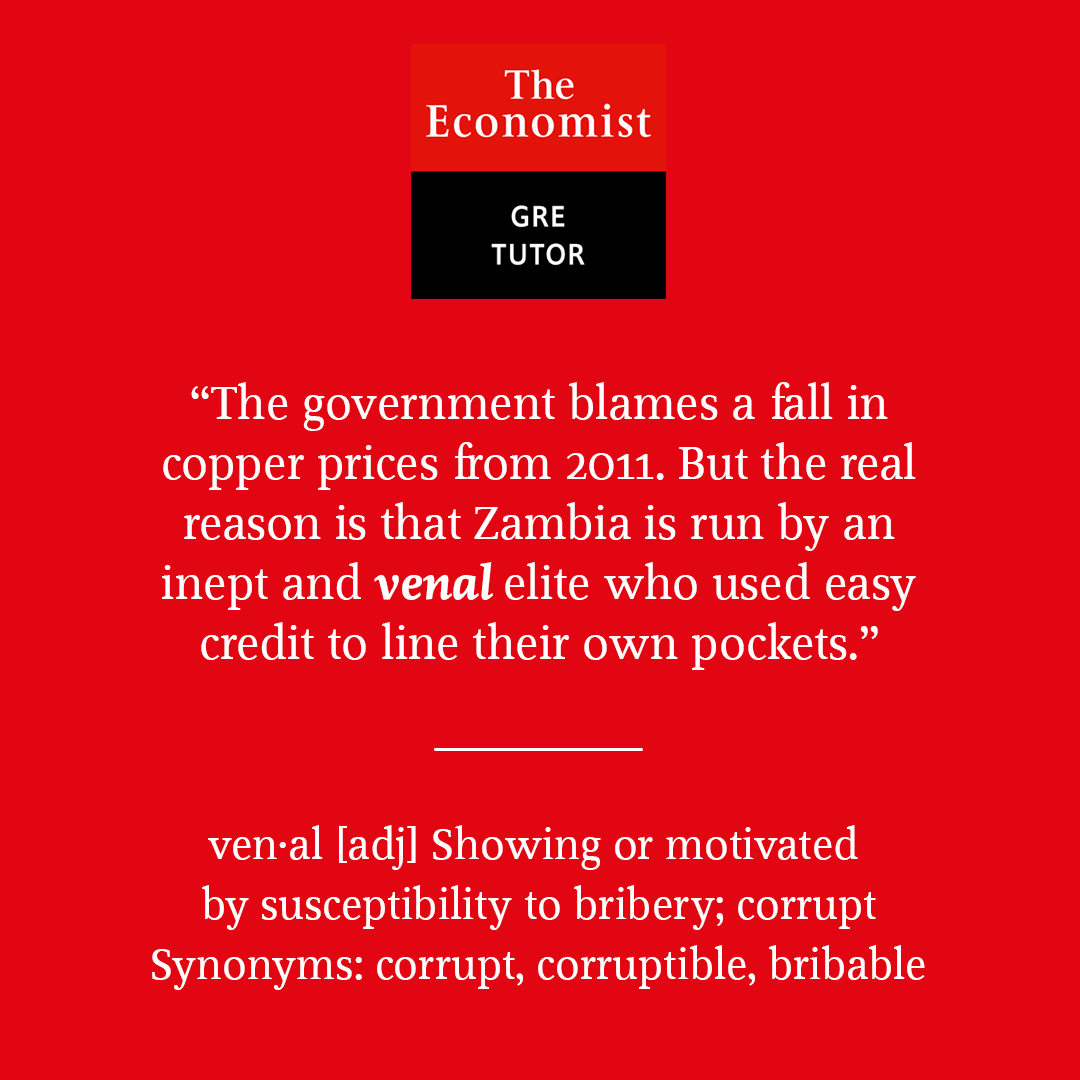 The
Economist
GRE
TUTOR
“The government blames a fall in
copper prices from 2011. But the real
reason is that Zambia is run by an
inept and venal elite who used easy
credit to line their own pockets.”
ven·al [adj] Showing or motivated
by susceptibility to bribery; corrupt
Synonyms: corrupt, corruptible, bribable